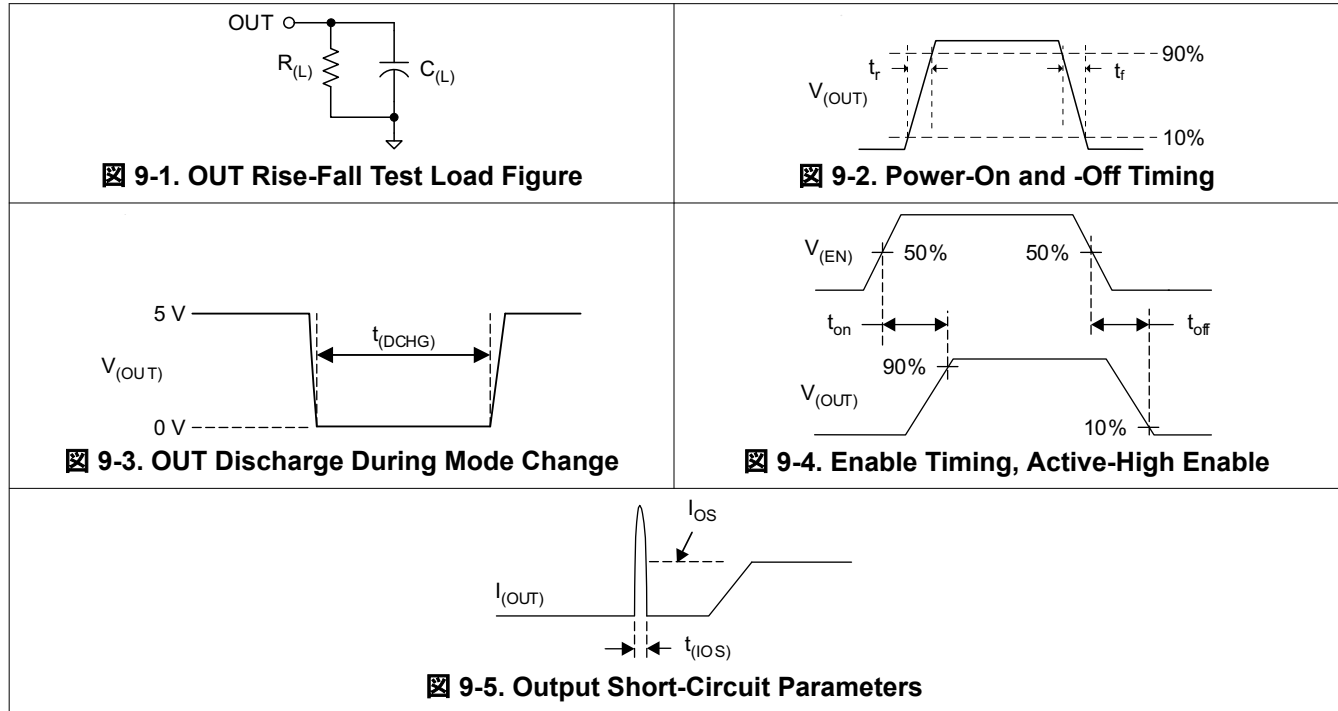 OUT
R(L)
C(L)
図 9-1. OUT Rise-Fall Test Load Figure
90%
tr
tf
V(OUT)
10%
図 9-2. Power-On and -Off Timing
5 V
t(DCHG)
V(OUT)
0 V
図 9-3. OUT Discharge During Mode Change
V(EN)
50%
50%
ton
toff
90%
V(OUT)
10%
図 9-4. Enable Timing, Active-High Enable
IOS
I(OUT)
t(IOS)
図 9-5. Output Short-Circuit Parameters